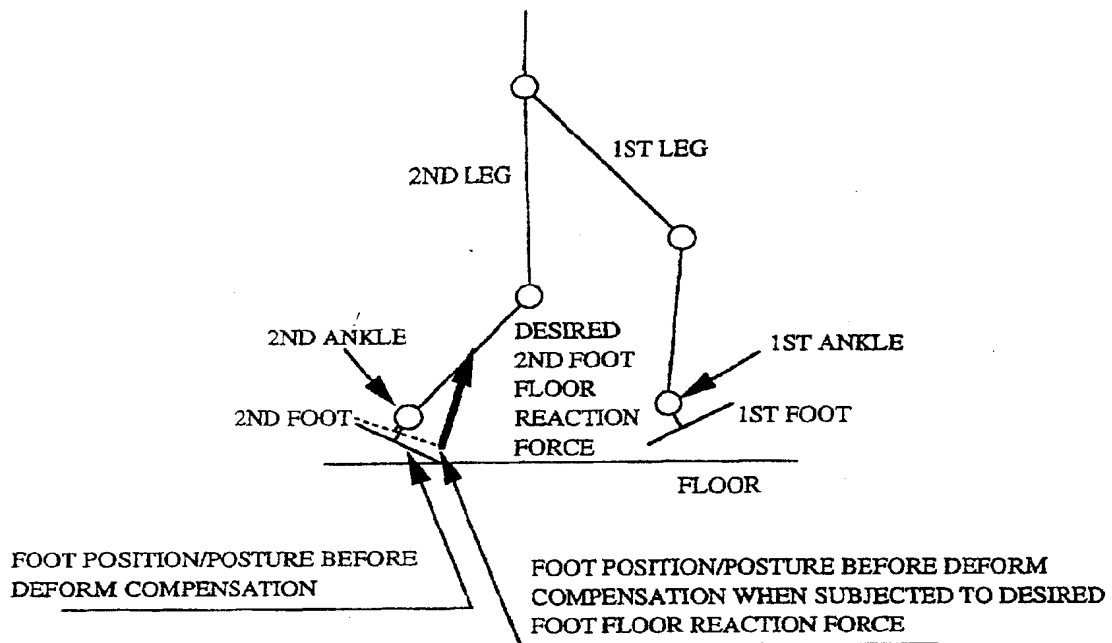 1ST LEG
2ND LEG
2ND ANKLE
DESIRED
2ND FOOT
FLOOR
REACTION
FORCE
1ST ANKLE
2ND FOOT
1ST FOOT
FLOOR
FOOT POSITION/POSTURE BEFORE
DEFORM COMPENSATION
FOOT POSITION/POSTURE BEFORE DEFORM
COMPENSATION WHEN SUBJECTED TO DESIRED
FOOT FLOOR REACTION FORCE